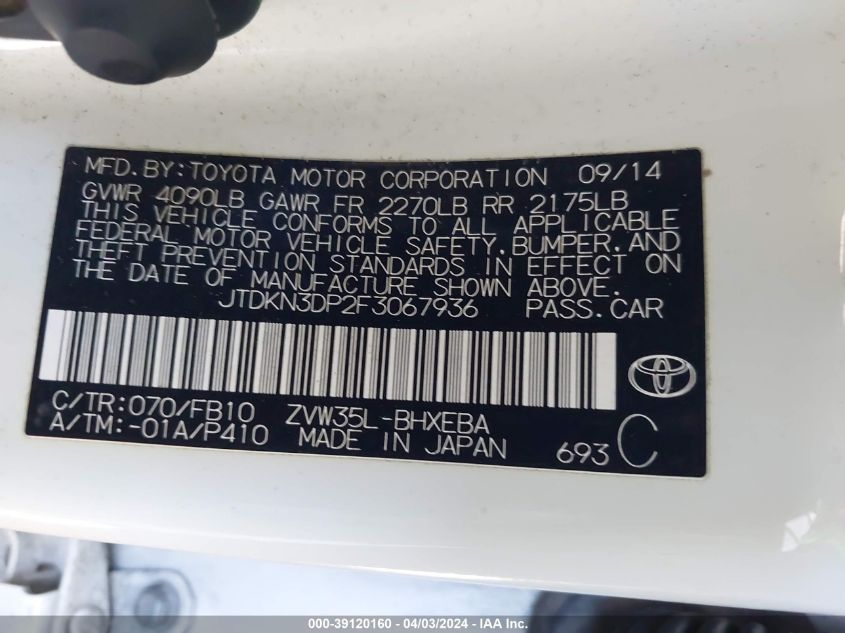 MFD.BY:TOYOTA MOTOR CORPORATION 09/14
GVWR 4090LB GAWR FR 2270LB RR 2175LB
THIS VEHICLE CONFORMS TO ALL APPLICABLE
FEDERAL MOTOR VEHICLE SAFETY,BUMPER,AND
THEFT PREVENTION STANDARDS IN EFFECT ON
THE DATE OF MANUFACTURE SHOWN ABOVE.
JTDKN3DP2F3067936 PASS.CAR
C/TR:070/FB10 ZVW35L-BHXEBA
A/TM:-01A/P410 MADE IN JAPAN 693 C
000-39120160 - 04/03/2024 - IAA Inc.